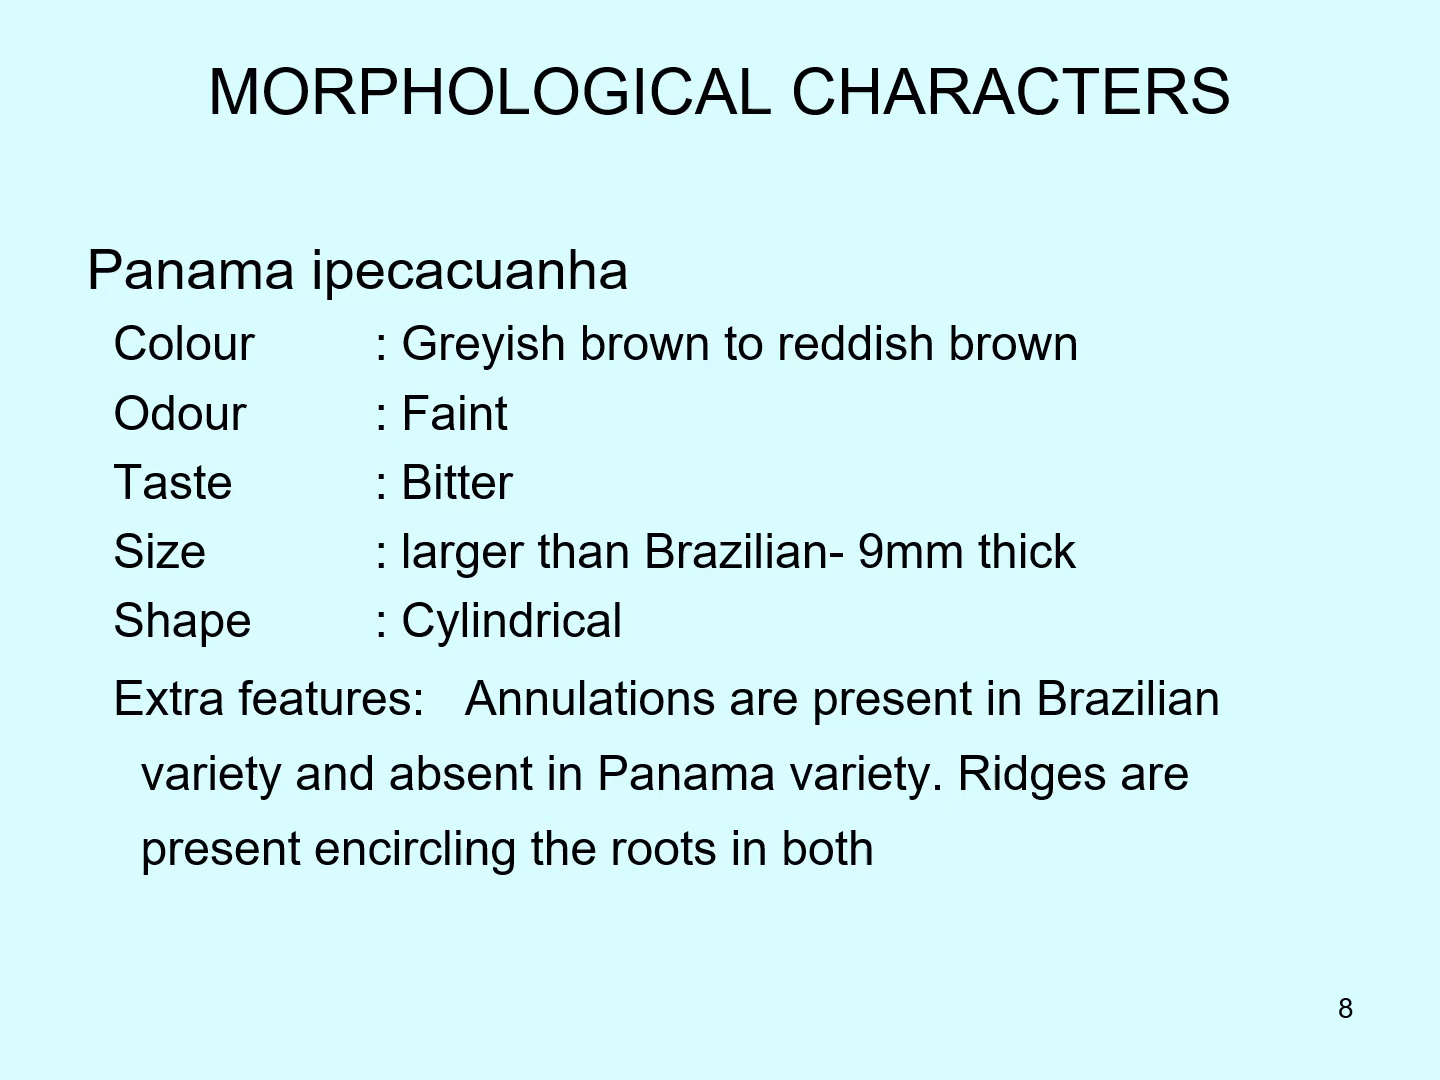 MORPHOLOGICAL CHARACTERS
Panama ipecacuanha
Colour : Greyish brown to reddish brown
Odour : Faint
Taste : Bitter
Size : larger than Brazilian- 9mm thick
Shape : Cylindrical
Extra features: Annulations are present in Brazilian
variety and absent in Panama variety. Ridges are
present encircling the roots in both
8